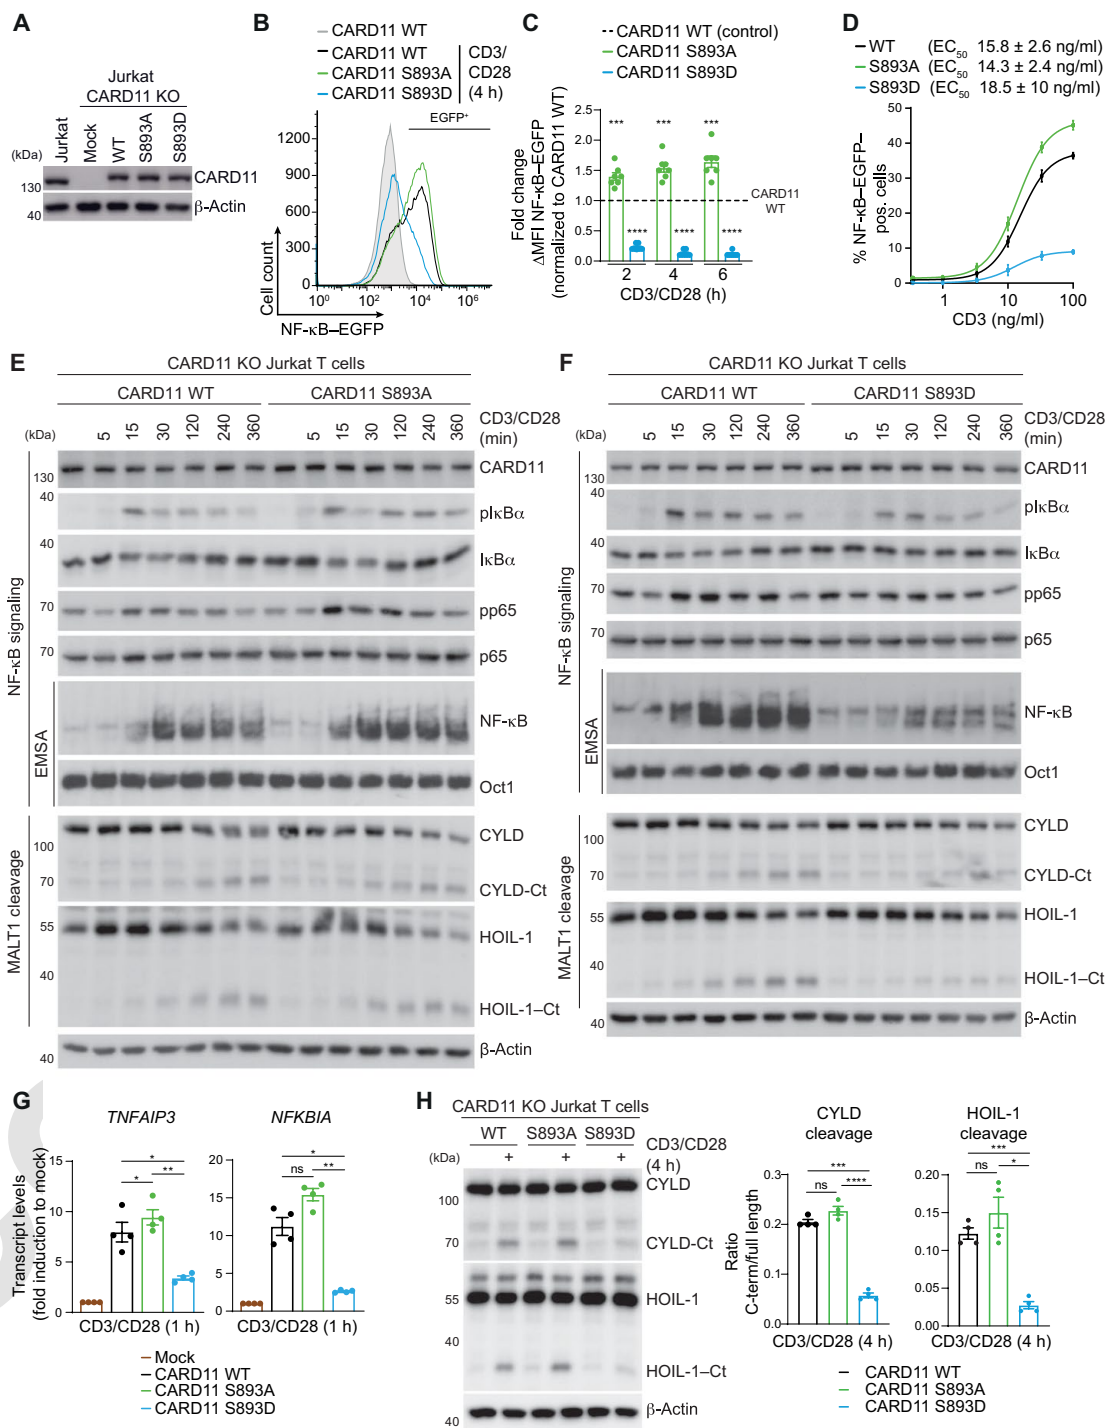 A
Jurkat
CARD11 KO
(kDa)
Jurkat
Mock
WT
S893A
S893D
130
CARD11
40
β-Actin
B
CARD11 WT
CARD11 WT
CARD11 S893A
CARD11 S893D
CD3/
CD28
(4 h)
EGFP⁺
1200
900
600
300
0
Cell count
10⁰ 10² 10⁴ 10⁶
NF-κB–EGFP
C
CARD11 WT (control)
CARD11 S893A
CARD11 S893D
Fold change
ΔMFI NF-κB–EGFP
(normalized to CARD11 WT)
2.0
1.5
1.0
0.5
0.0
*** *** ***
**** **** ****
CARD11
WT
2 4 6
CD3/CD28 (h)
D
WT (EC₅₀ 15.8 ± 2.6 ng/ml)
S893A (EC₅₀ 14.3 ± 2.4 ng/ml)
S893D (EC₅₀ 18.5 ± 10 ng/ml)
% NF-κB–EGFP–
pos. cells
50
40
30
20
10
0
1 10 100
CD3 (ng/ml)
E
CARD11 KO Jurkat T cells
CARD11 WT CARD11 S893A
(kDa)
5 15 30 120 240 360 5 15 30 120 240 360
CD3/CD28
(min)
NF-κB signaling
130
CARD11
40
pIκBα
40
IκBα
70
pp65
70
p65
EMSA
NF-κB
Oct1
MALT1 cleavage
100
CYLD
70
CYLD-Ct
55
HOIL-1
40
HOIL-1–Ct
40
β-Actin
F
CARD11 KO Jurkat T cells
CARD11 WT CARD11 S893D
(kDa)
5 15 30 120 240 360 5 15 30 120 240 360
CD3/CD28
(min)
NF-κB signaling
130
CARD11
40
pIκBα
40
IκBα
70
pp65
70
p65
EMSA
NF-κB
Oct1
MALT1 cleavage
100
CYLD
70
CYLD-Ct
55
HOIL-1
40
HOIL-1–Ct
40
β-Actin
G
Transcript levels
(fold induction to mock)
TNFAIP3
15
10
5
0
*
* **
CD3/CD28 (1 h)
NFKBIA
20
15
10
5
0
*
ns **
CD3/CD28 (1 h)
Mock
CARD11 WT
CARD11 S893A
CARD11 S893D
H
CARD11 KO Jurkat T cells
WT S893A S893D
(kDa)
+ + +
CD3/CD28
(4 h)
100
CYLD
70
CYLD-Ct
55
HOIL-1
40
HOIL-1–Ct
40
β-Actin
CYLD
cleavage
Ratio
C-term/full length
0.3
0.2
0.1
0.0
***
ns ****
CD3/CD28 (4 h)
HOIL-1
cleavage
0.20
0.15
0.10
0.05
0.00
***
ns *
CD3/CD28 (4 h)
CARD11 WT
CARD11 S893A
CARD11 S893D